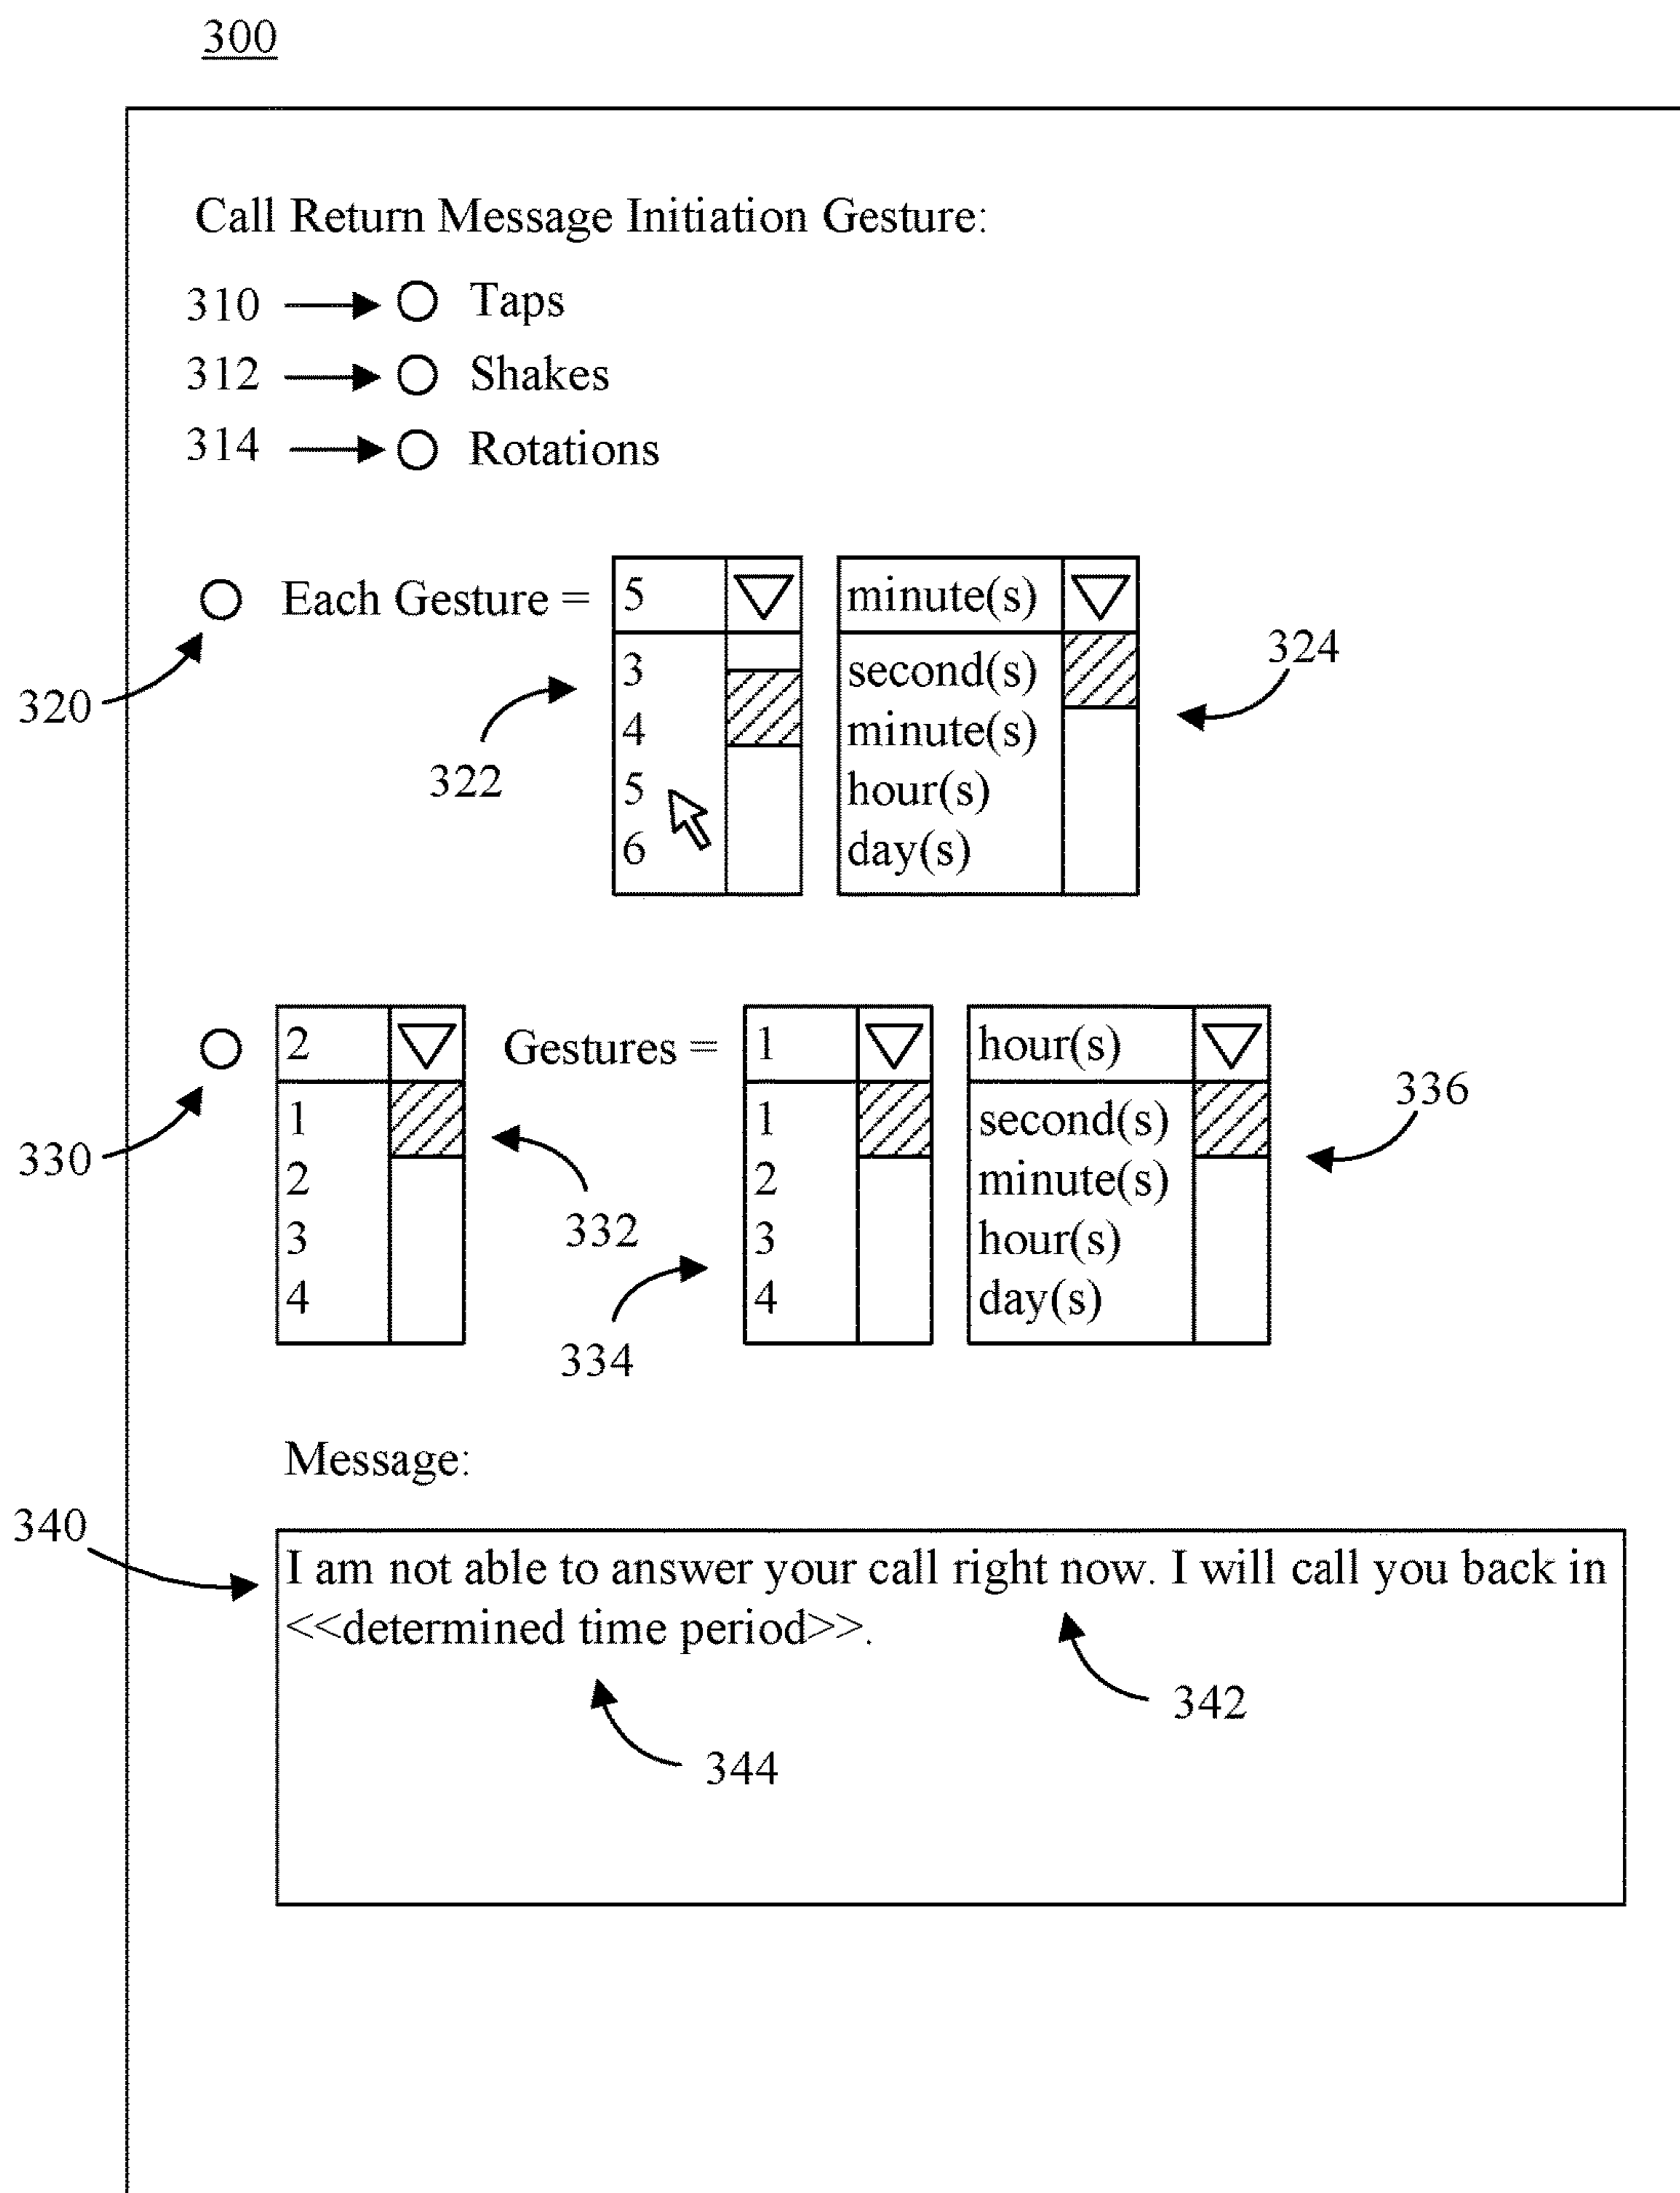 300
Call Return Message Initiation Gesture:
310 Taps
312 Shakes
314 Rotations
320 Each Gesture = 5 minute(s)
3 second(s)
4 minute(s)
5 hour(s)
6 day(s)
322
324
330 2 Gestures = 1 hour(s)
1 1 second(s)
2 2 minute(s)
3 3 hour(s)
4 4 day(s)
332
334
336
Message:
340
I am not able to answer your call right now. I will call you back in
<<determined time period>>.
342
344